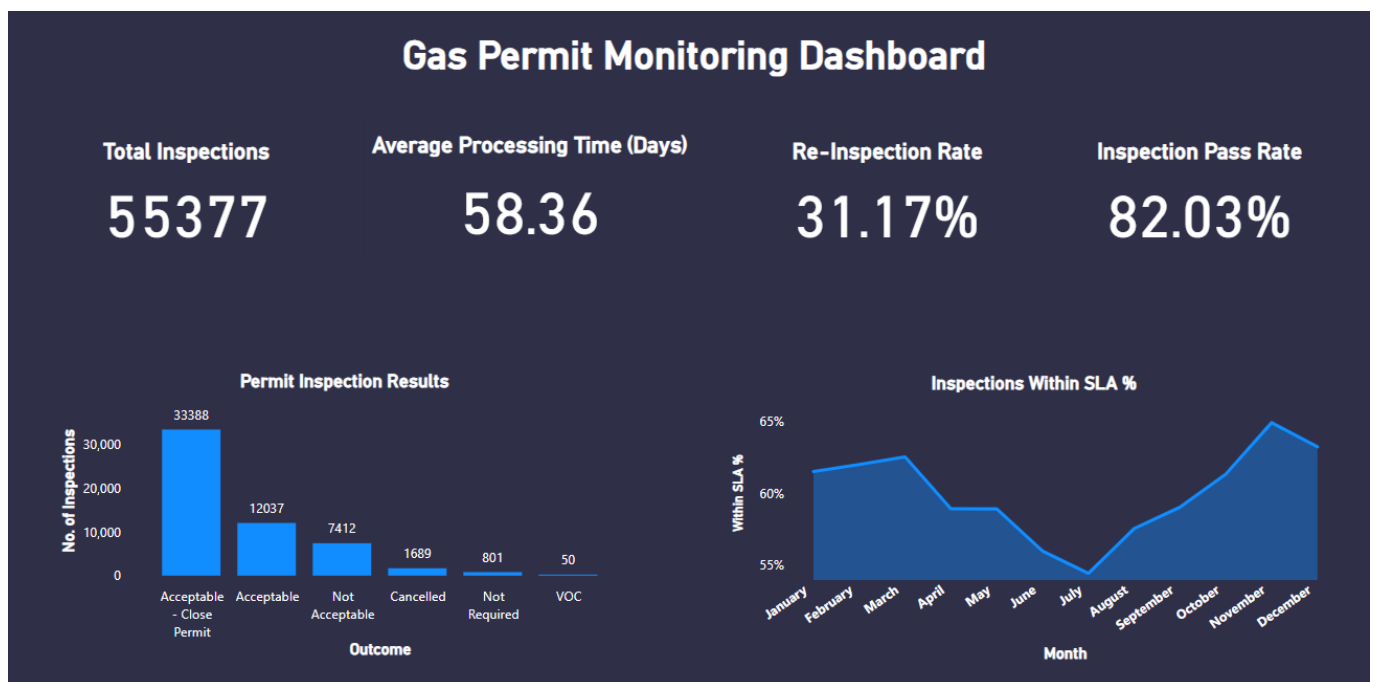 Gas Permit Monitoring Dashboard
Total Inspections
55377
Average Processing Time (Days)
58.36
Re-Inspection Rate
31.17%
Inspection Pass Rate
82.03%
Permit Inspection Results
No. of Inspections
30,000
20,000
10,000
0
33388
12037
7412
1689
801
50
Acceptable
- Close
Permit
Acceptable
Not
Acceptable
Cancelled
Not
Required
VOC
Outcome
Inspections Within SLA %
Within SLA %
65%
60%
55%
January
February
March
April
May
June
July
August
September
October
November
December
Month